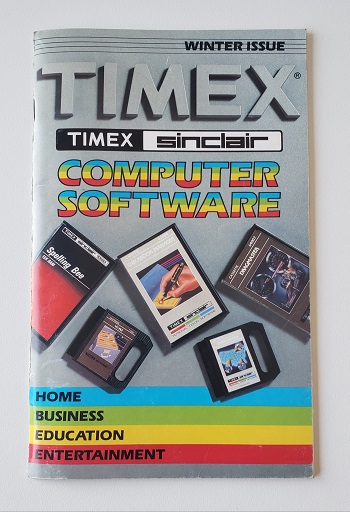 WINTER ISSUE
TIMEX®
TIMEX sinclair
COMPUTER
SOFTWARE
Spelling Bee
HOME
BUSINESS
EDUCATION
ENTERTAINMENT